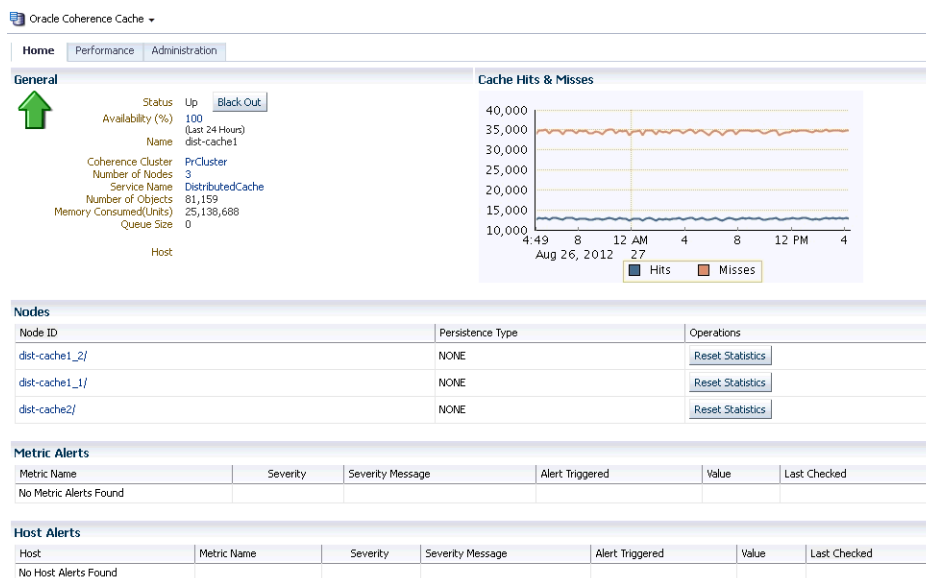 Oracle Coherence Cache
Home Performance Administration
General
Status Up Black Out
Availability (%) 100
(Last 24 Hours)
Name dist-cache1
Coherence Cluster PrCluster
Number of Nodes 3
Service Name DistributedCache
Number of Objects 81,159
Memory Consumed(Units) 25,138,688
Queue Size 0
Host
Cache Hits & Misses
40,000
35,000
30,000
25,000
20,000
15,000
10,000
4:49 8 12 AM 4 8 12 PM 4
Aug 26, 2012 27
Hits Misses
Nodes
Node ID Persistence Type Operations
dist-cache1_2/ NONE Reset Statistics
dist-cache1_1/ NONE Reset Statistics
dist-cache2/ NONE Reset Statistics
Metric Alerts
Metric Name Severity Severity Message Alert Triggered Value Last Checked
No Metric Alerts Found
Host Alerts
Host Metric Name Severity Severity Message Alert Triggered Value Last Checked
No Host Alerts Found